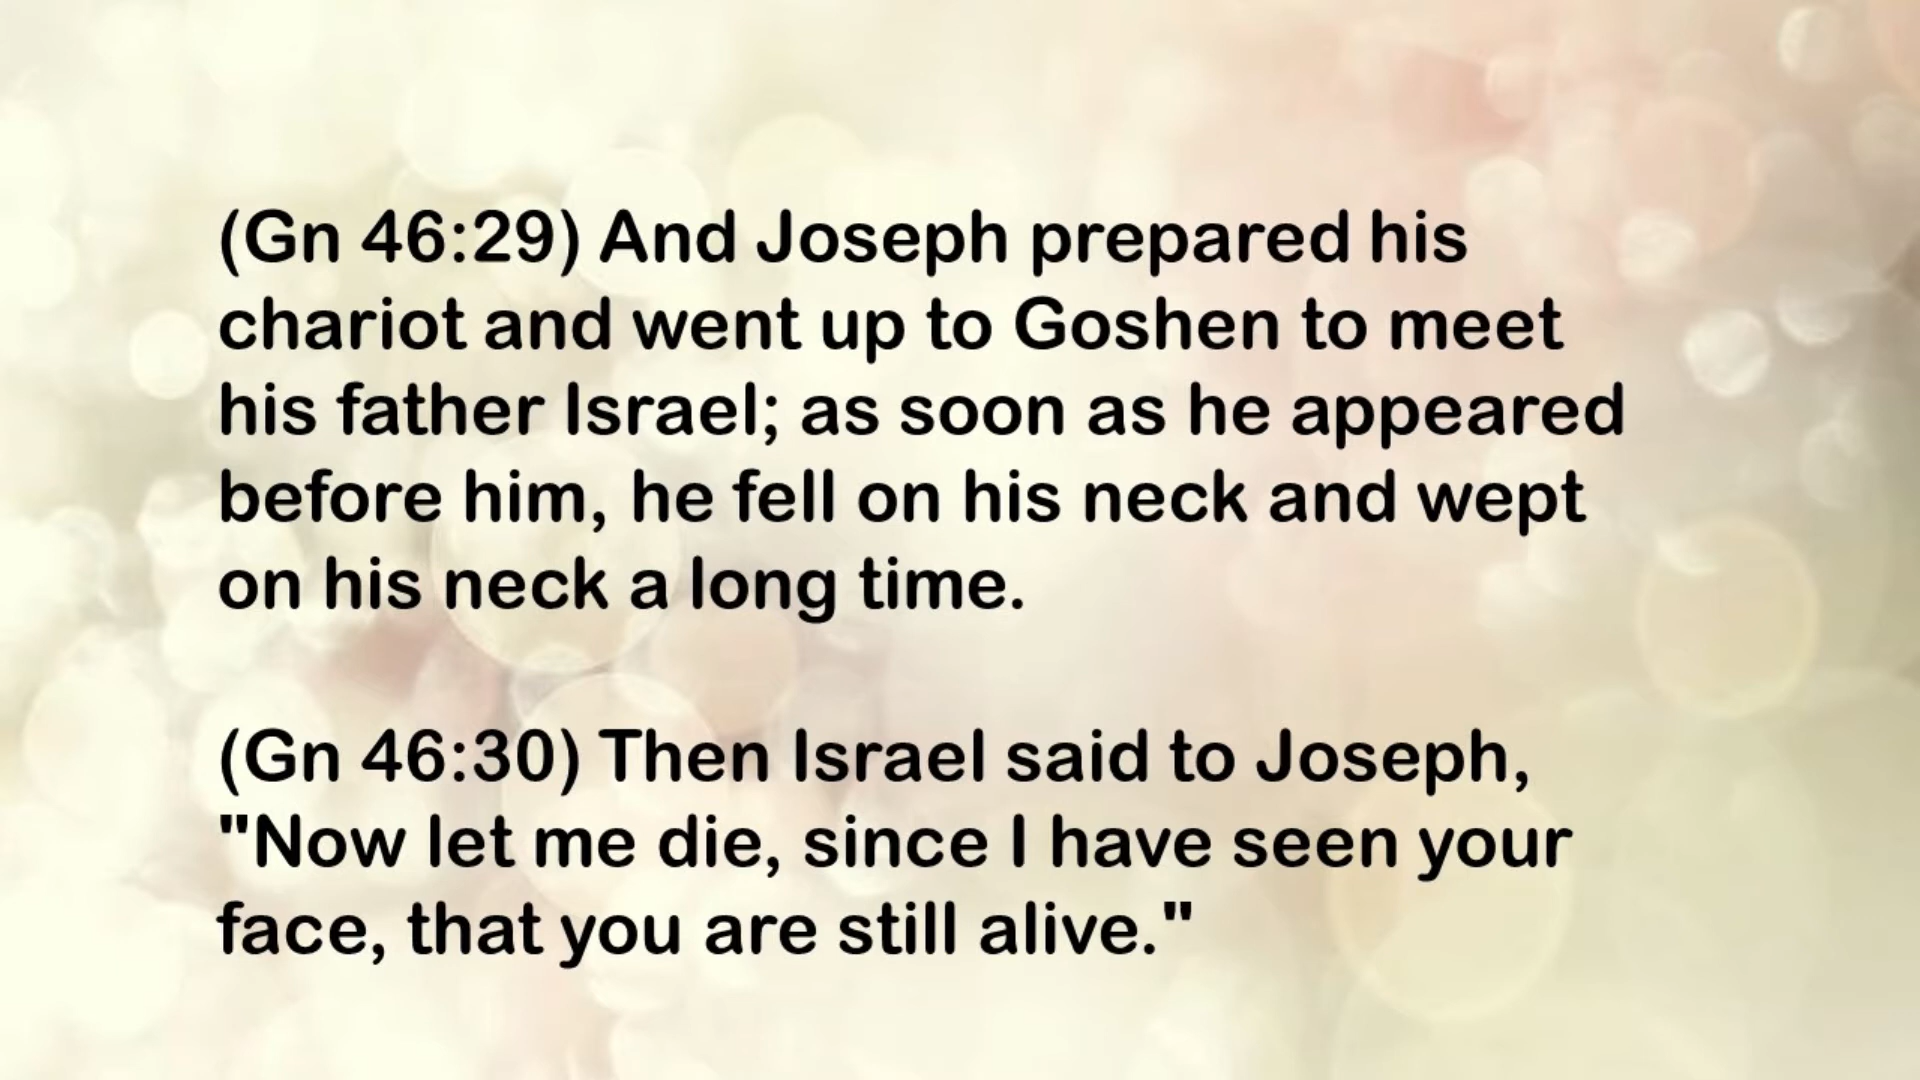 (Gn 46:29) And Joseph prepared his
chariot and went up to Goshen to meet
his father Israel; as soon as he appeared
before him, he fell on his neck and wept
on his neck a long time.
(Gn 46:30) Then Israel said to Joseph,
"Now let me die, since I have seen your
face, that you are still alive."